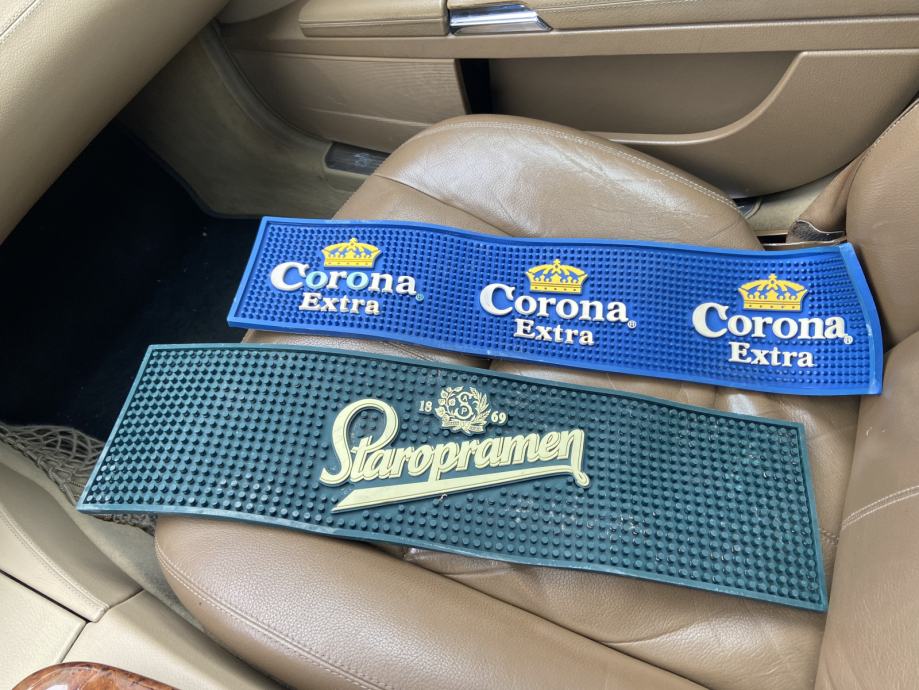 Corona
Extra
Corona
Extra
Corona
Extra
18 69
Staropramen